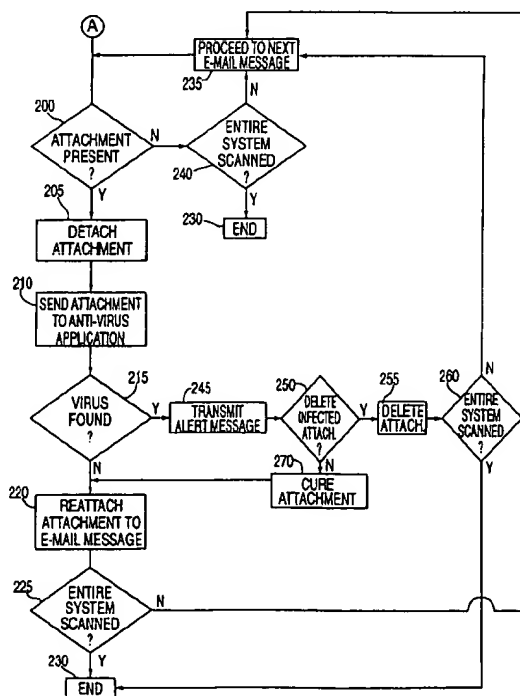 A
PROCEED TO NEXT
E-MAIL MESSAGE
235
200
ATTACHMENT
PRESENT
?
N
Y
ENTIRE
SYSTEM
SCANNED
?
240
N
Y
205
DETACH
ATTACHMENT
230
END
210
SEND ATTACHMENT
TO ANTI-VIRUS
APPLICATION
215
VIRUS
FOUND
?
Y
N
245
TRANSMIT
ALERT MESSAGE
250
DELETE
INFECTED
ATTACH.
?
Y
N
255
DELETE
ATTACH.
260
ENTIRE
SYSTEM
SCANNED
?
N
Y
270
CURE
ATTACHMENT
220
REATTACH
ATTACHMENT TO
E-MAIL MESSAGE
225
ENTIRE
SYSTEM
SCANNED
?
N
Y
230
END